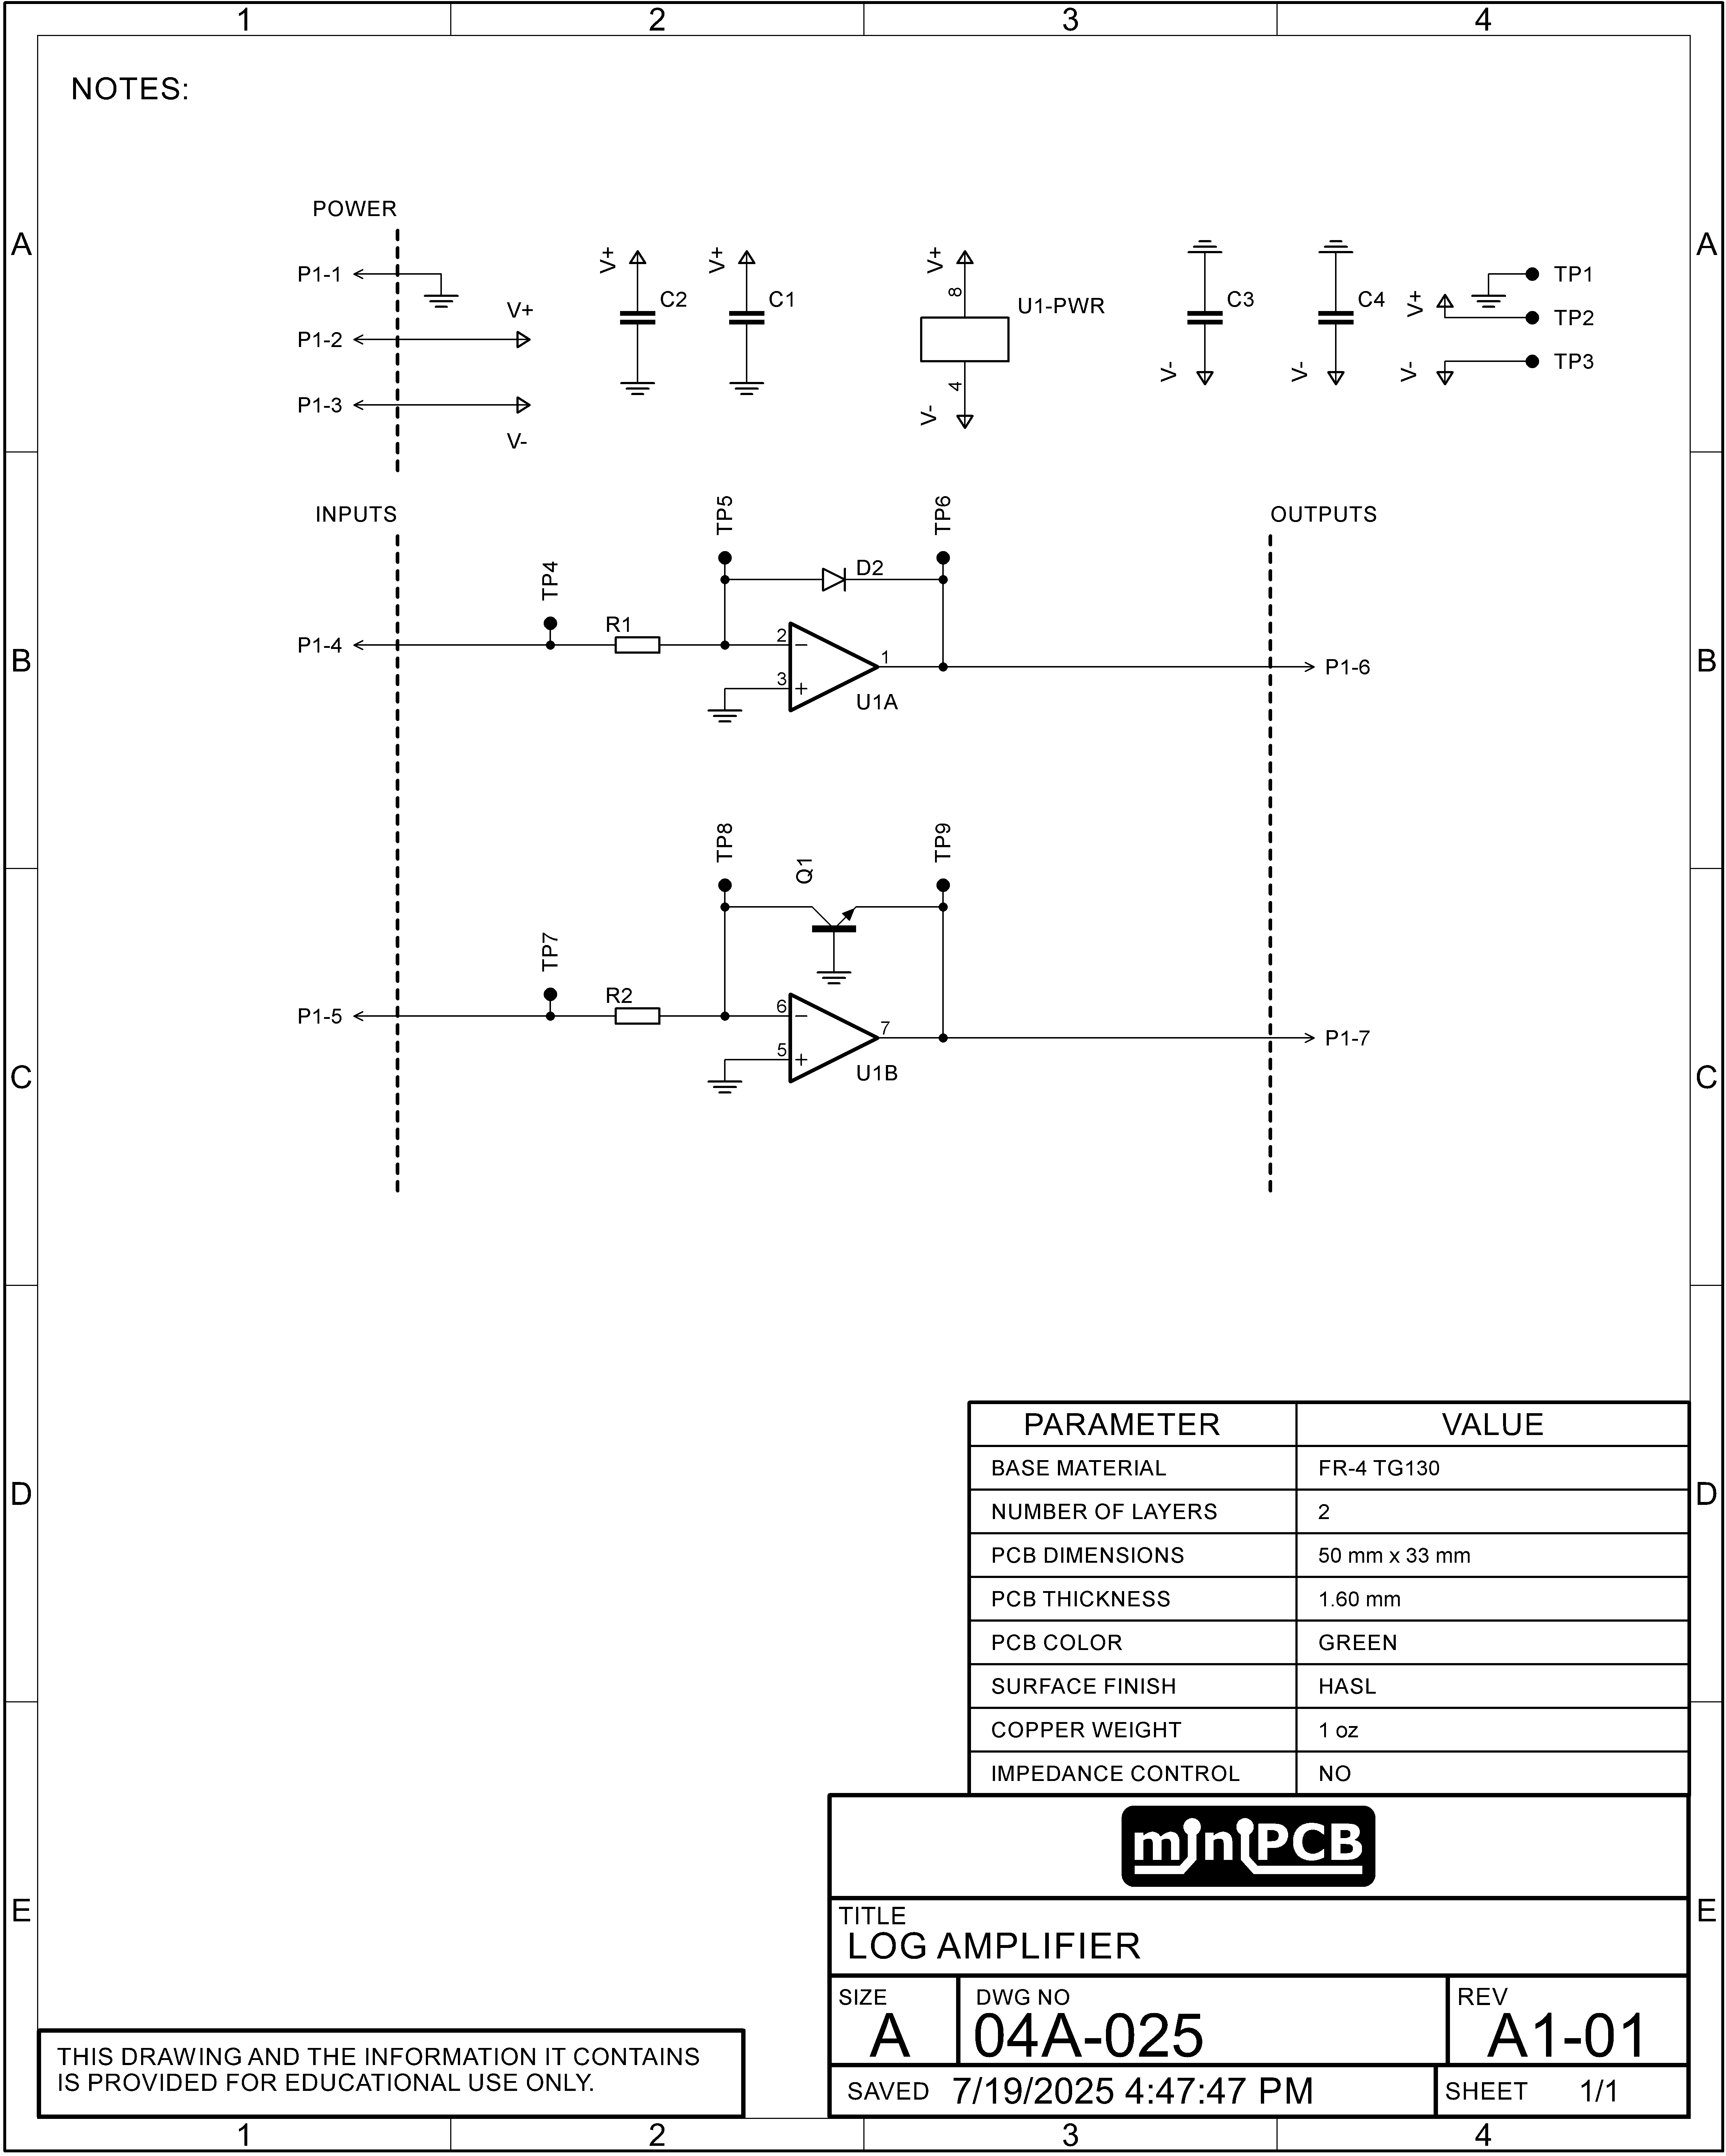 1 2 3 4
NOTES:
A A
POWER
P1-1
P1-2
P1-3
V+
V-
V+
C2
V+
C1
V+
8
U1-PWR
4
V-
C3
V-
C4
V-
V+
V-
TP1
TP2
TP3
INPUTS
OUTPUTS
B B
TP4
TP5
TP6
D2
P1-4
R1
2
3
1
U1A
P1-6
C C
TP7
TP8
TP9
Q1
P1-5
R2
6
5
7
U1B
P1-7
D D
PARAMETER VALUE
BASE MATERIAL FR-4 TG130
NUMBER OF LAYERS 2
PCB DIMENSIONS 50 mm x 33 mm
PCB THICKNESS 1.60 mm
PCB COLOR GREEN
SURFACE FINISH HASL
COPPER WEIGHT 1 oz
IMPEDANCE CONTROL NO
E E
miniPCB
TITLE
LOG AMPLIFIER
SIZE DWG NO REV
A 04A-025 A1-01
SAVED 7/19/2025 4:47:47 PM SHEET 1/1
THIS DRAWING AND THE INFORMATION IT CONTAINS
IS PROVIDED FOR EDUCATIONAL USE ONLY.
1 2 3 4